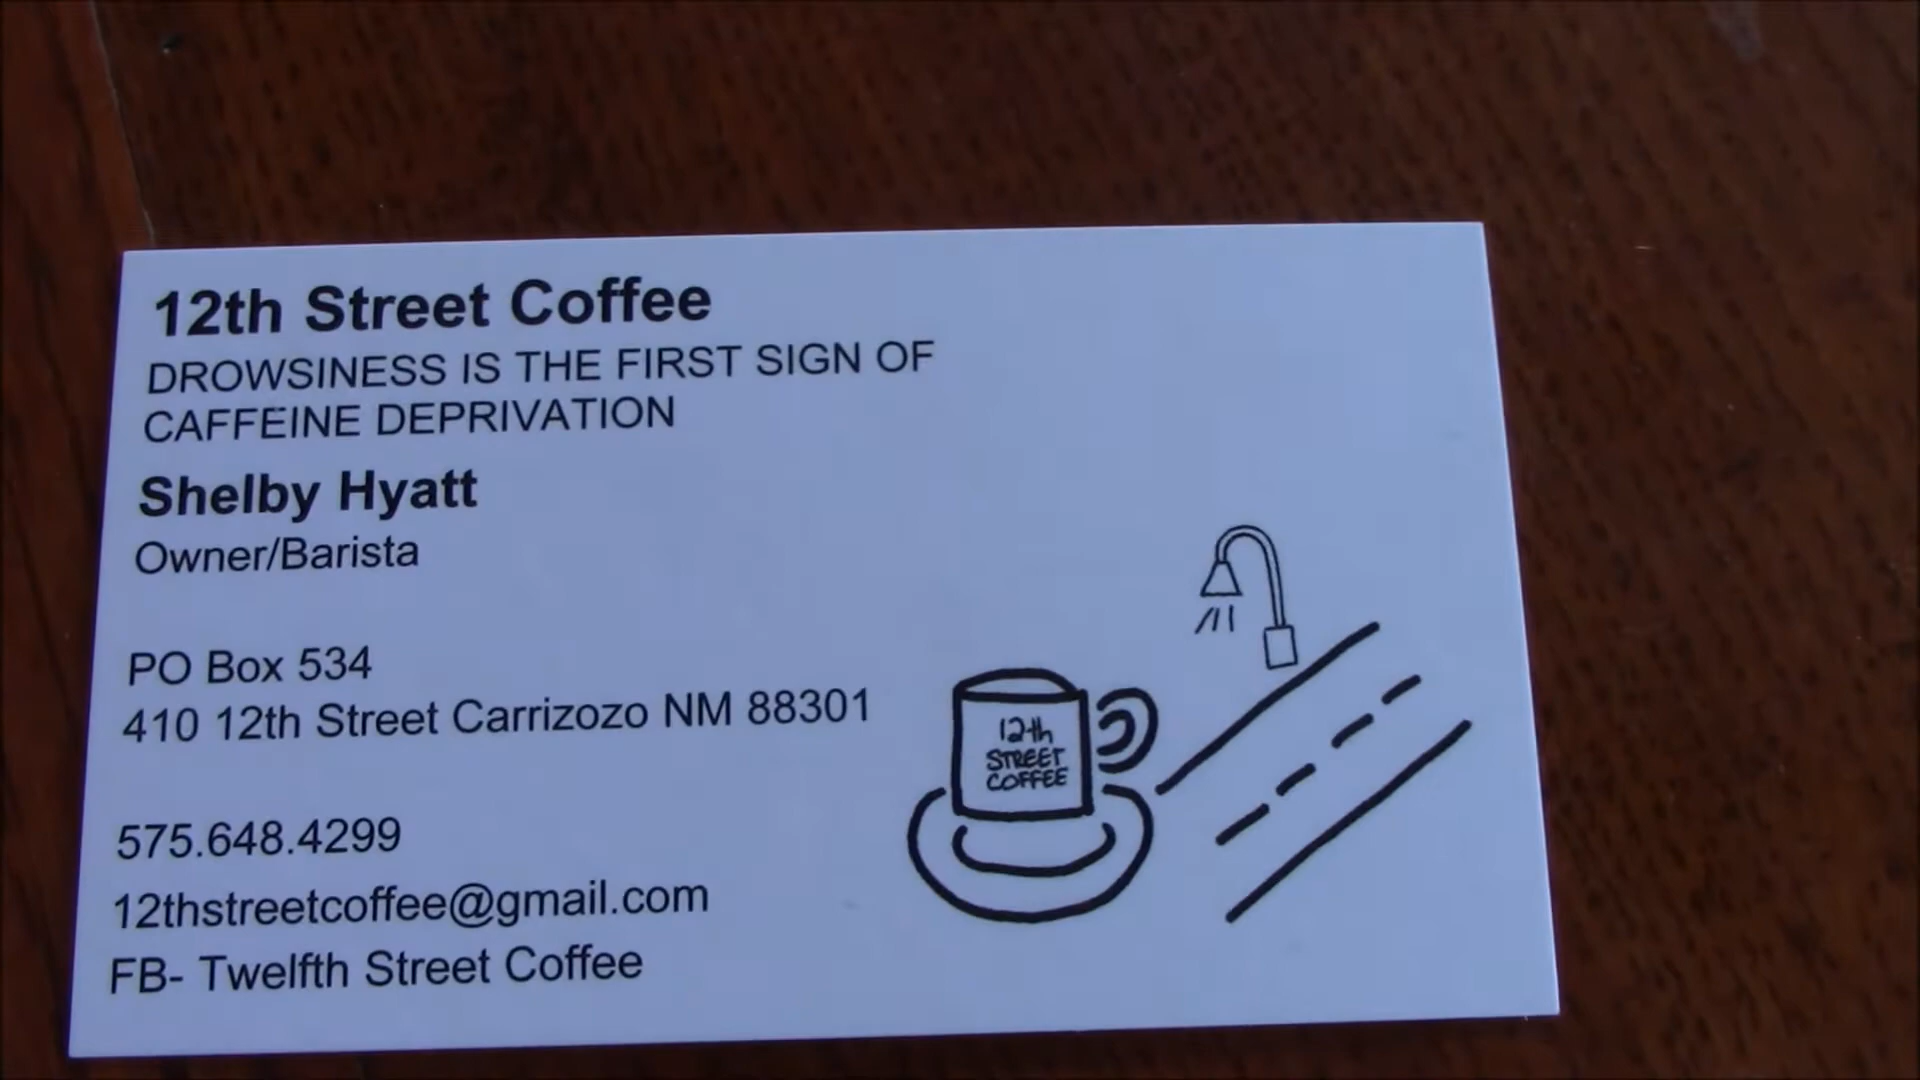 12th Street Coffee
DROWSINESS IS THE FIRST SIGN OF
CAFFEINE DEPRIVATION
Shelby Hyatt
Owner/Barista
PO Box 534
410 12th Street Carrizozo NM 88301
575.648.4299
12thstreetcoffee@gmail.com
FB- Twelfth Street Coffee
12th
STREET
COFFEE